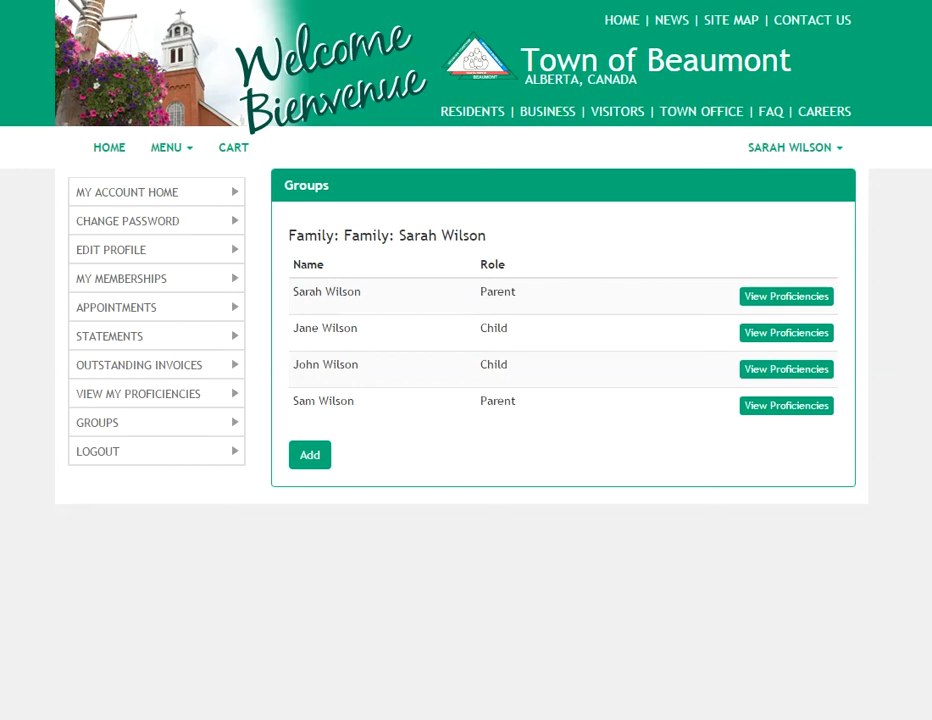 HOME | NEWS | SITE MAP | CONTACT US
Welcome
Bienvenue
Town of Beaumont
ALBERTA, CANADA
RESIDENTS | BUSINESS | VISITORS | TOWN OFFICE | FAQ | CAREERS
HOME MENU CART SARAH WILSON
MY ACCOUNT HOME
CHANGE PASSWORD
EDIT PROFILE
MY MEMBERSHIPS
APPOINTMENTS
STATEMENTS
OUTSTANDING INVOICES
VIEW MY PROFICIENCIES
GROUPS
LOGOUT
Groups
Family: Family: Sarah Wilson
Name Role
Sarah Wilson Parent View Proficiencies
Jane Wilson Child View Proficiencies
John Wilson Child View Proficiencies
Sam Wilson Parent View Proficiencies
Add